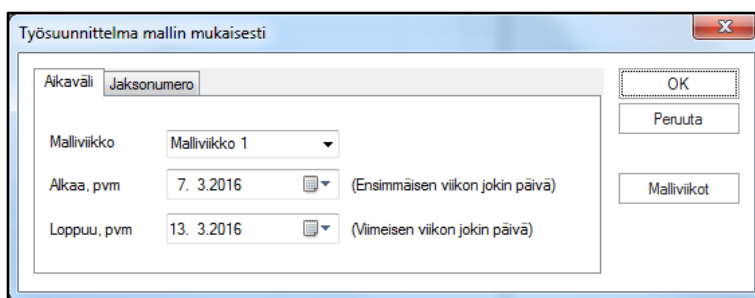 Työsuunnittelma mallin mukaisesti
Aikaväli Jaksonumero
OK
Peruuta
Malliviikko Malliviikko 1
Alkaa, pvm 7. 3.2016 (Ensimmäisen viikon jokin päivä)
Malliviikot
Loppuu, pvm 13. 3.2016 (Viimeisen viikon jokin päivä)